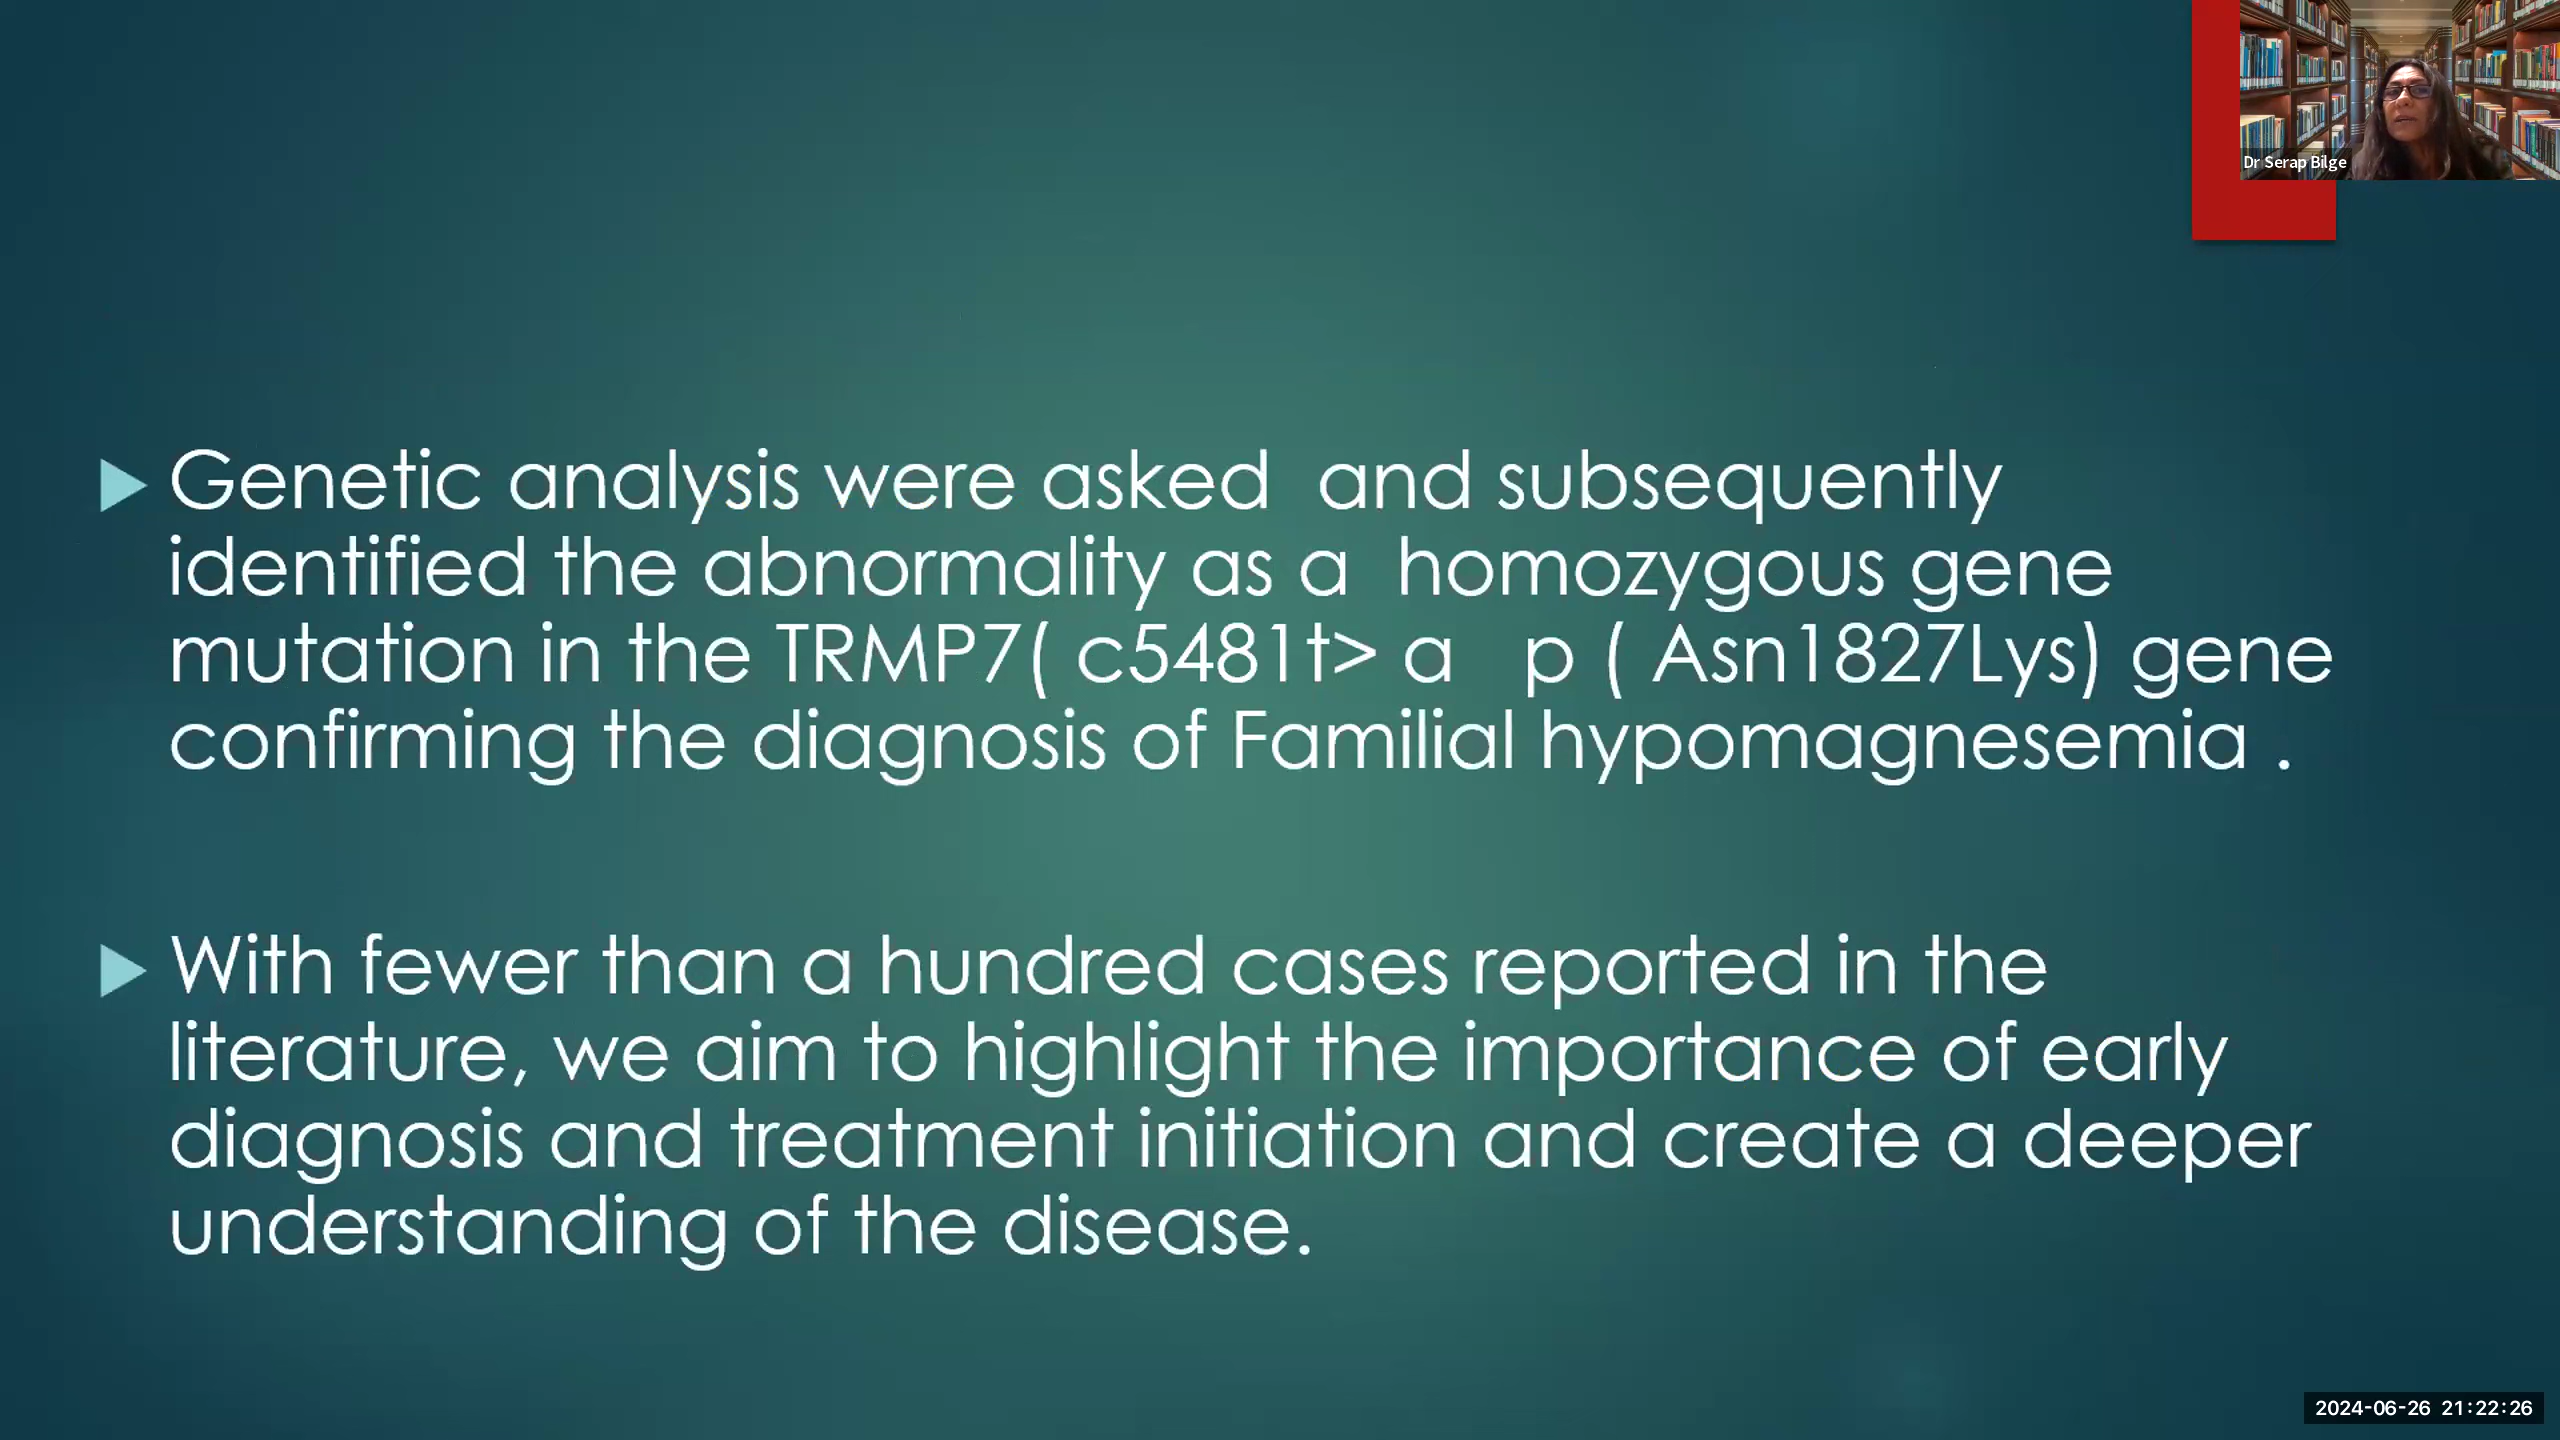 Dr Serap Bilge
Genetic analysis were asked  and subsequently
identified the abnormality as a  homozygous gene
mutation in the TRMP7( c5481t> a   p ( Asn1827Lys) gene
confirming the diagnosis of Familial hypomagnesemia .
With fewer than a hundred cases reported in the
literature, we aim to highlight the importance of early
diagnosis and treatment initiation and create a deeper
understanding of the disease.
2024-06-26 21:22:26